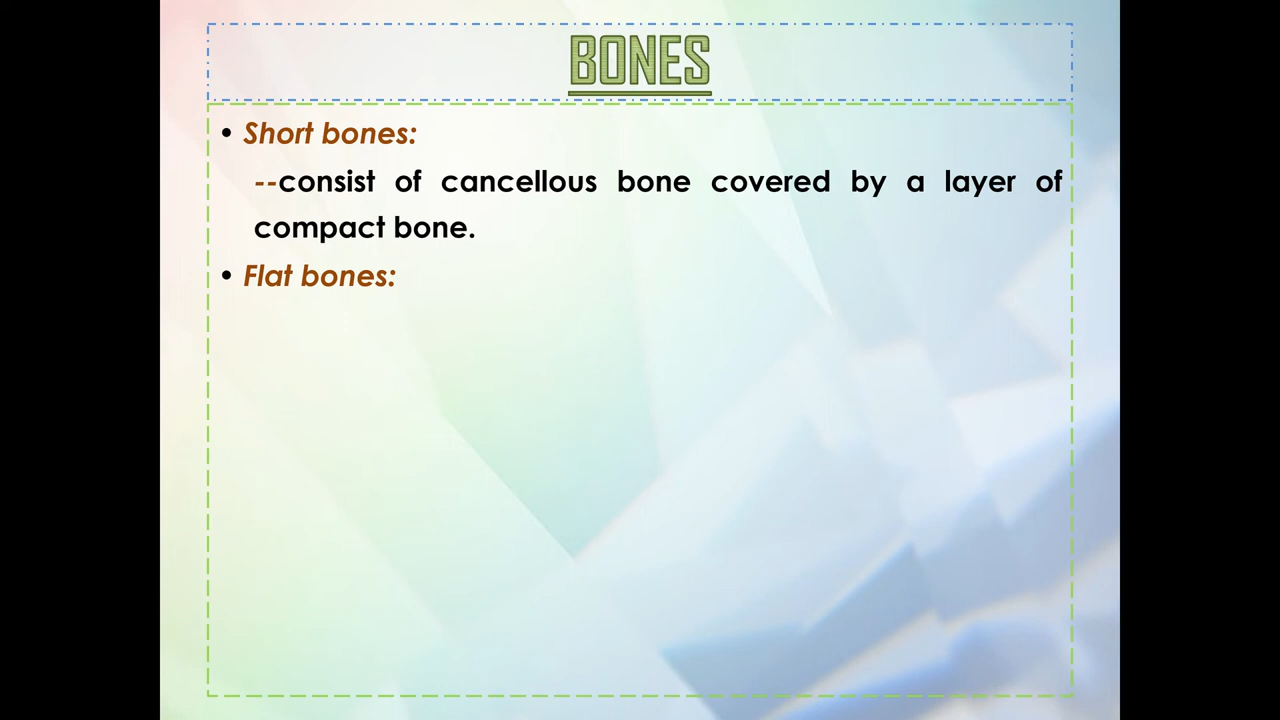 BONES
• Short bones:
--consist of cancellous bone covered by a layer of
compact bone.
• Flat bones: